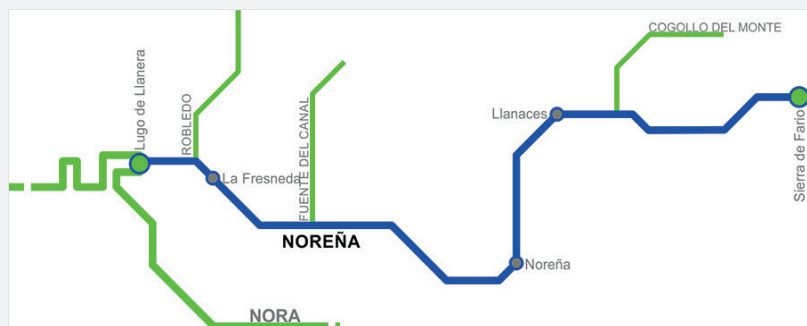 COGOLLO DEL MONTE
Lugo de Llanera
ROBLEDO
FUENTE DEL CANAL
Llanaces
Sierra de Fario
La Fresneda
NOREÑA
Noreña
NORA